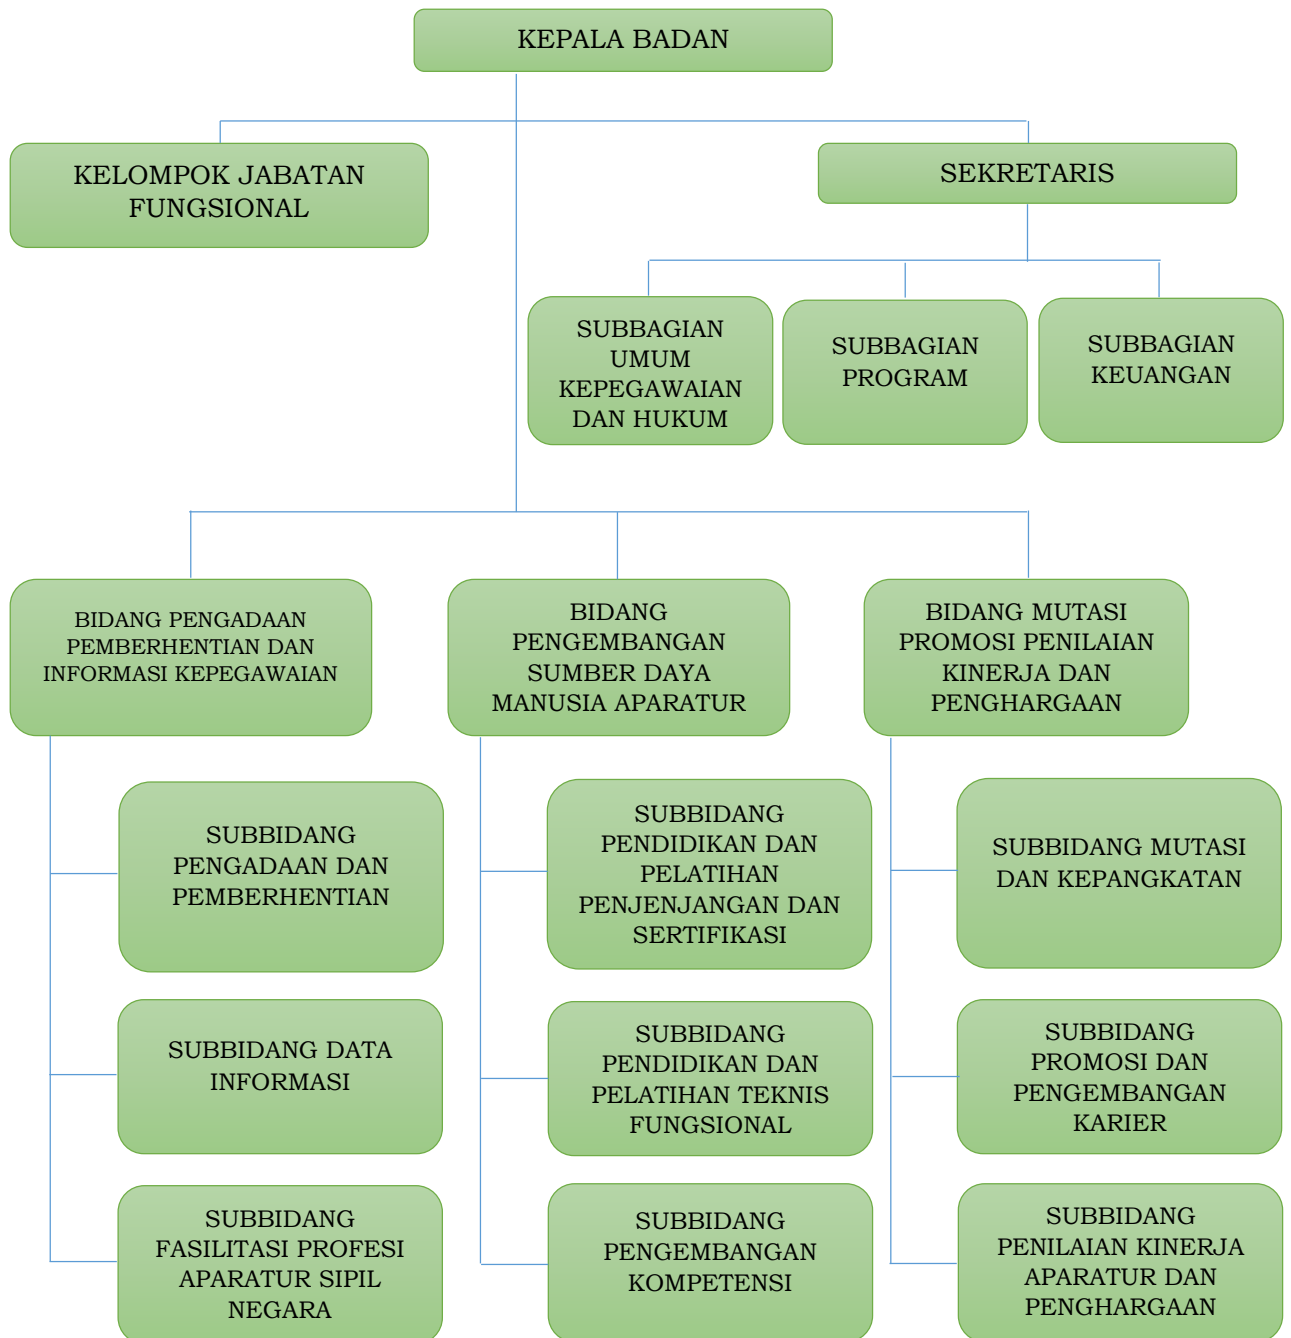 KEPALA BADAN
KELOMPOK JABATAN
FUNGSIONAL
SEKRETARIS
SUBBAGIAN
UMUM
KEPEGAWAIAN
DAN HUKUM
SUBBAGIAN
PROGRAM
SUBBAGIAN
KEUANGAN
BIDANG PENGADAAN
PEMBERHENTIAN DAN
INFORMASI KEPEGAWAIAN
BIDANG
PENGEMBANGAN
SUMBER DAYA
MANUSIA APARATUR
BIDANG MUTASI
PROMOSI PENILAIAN
KINERJA DAN
PENGHARGAAN
SUBBIDANG
PENGADAAN DAN
PEMBERHENTIAN
SUBBIDANG
PENDIDIKAN DAN
PELATIHAN
PENJENJANGAN DAN
SERTIFIKASI
SUBBIDANG MUTASI
DAN KEPANGKATAN
SUBBIDANG DATA
INFORMASI
SUBBIDANG
PENDIDIKAN DAN
PELATIHAN TEKNIS
FUNGSIONAL
SUBBIDANG
PROMOSI DAN
PENGEMBANGAN
KARIER
SUBBIDANG
FASILITASI PROFESI
APARATUR SIPIL
NEGARA
SUBBIDANG
PENGEMBANGAN
KOMPETENSI
SUBBIDANG
PENILAIAN KINERJA
APARATUR DAN
PENGHARGAAN